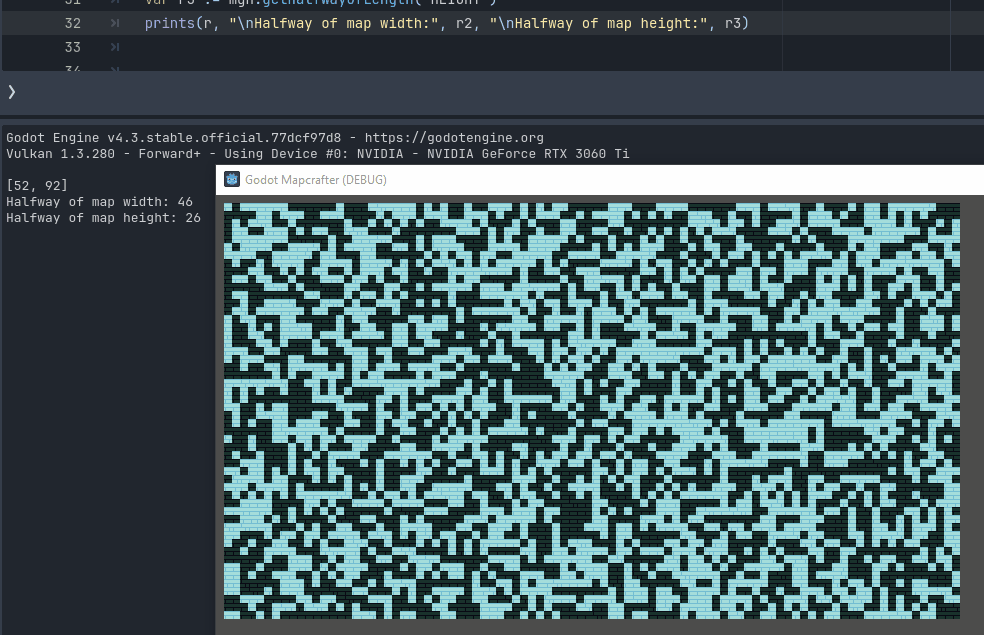 31 var r3 := mgn.getHalfwayOfLength("HEIGHT")
32 prints(r, "\nHalfway of map width:", r2, "\nHalfway of map height:", r3)
33
34
❯
Godot Engine v4.3.stable.official.77dcf97d8 - https://godotengine.org
Vulkan 1.3.280 - Forward+ - Using Device #0: NVIDIA - NVIDIA GeForce RTX 3060 Ti
[52, 92]
Halfway of map width: 46
Halfway of map height: 26
Godot Mapcrafter (DEBUG)